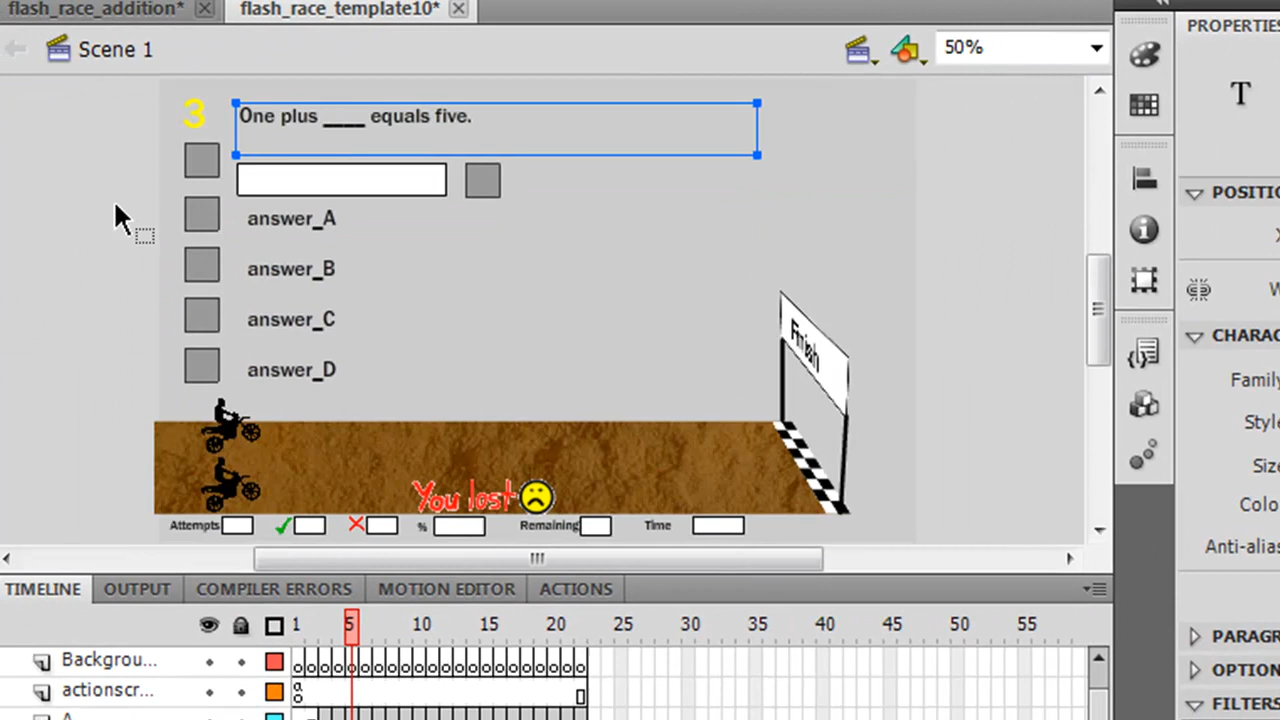 flash_race_addition* flash_race_template10*
Scene 1 50%
PROPERTIE
T
3 One plus ____ equals five.
answer_A
answer_B
answer_C
answer_D
Finish
You lost
Attempts % Remaining Time
POSITIO
X
W
CHARAC
Family
Style
Size
Colo
Anti-alias
PARAGR
OPTION
FILTERS
TIMELINE OUTPUT COMPILER ERRORS MOTION EDITOR ACTIONS
1 5 10 15 20 25 30 35 40 45 50 55
Backgrou...
actionscr...